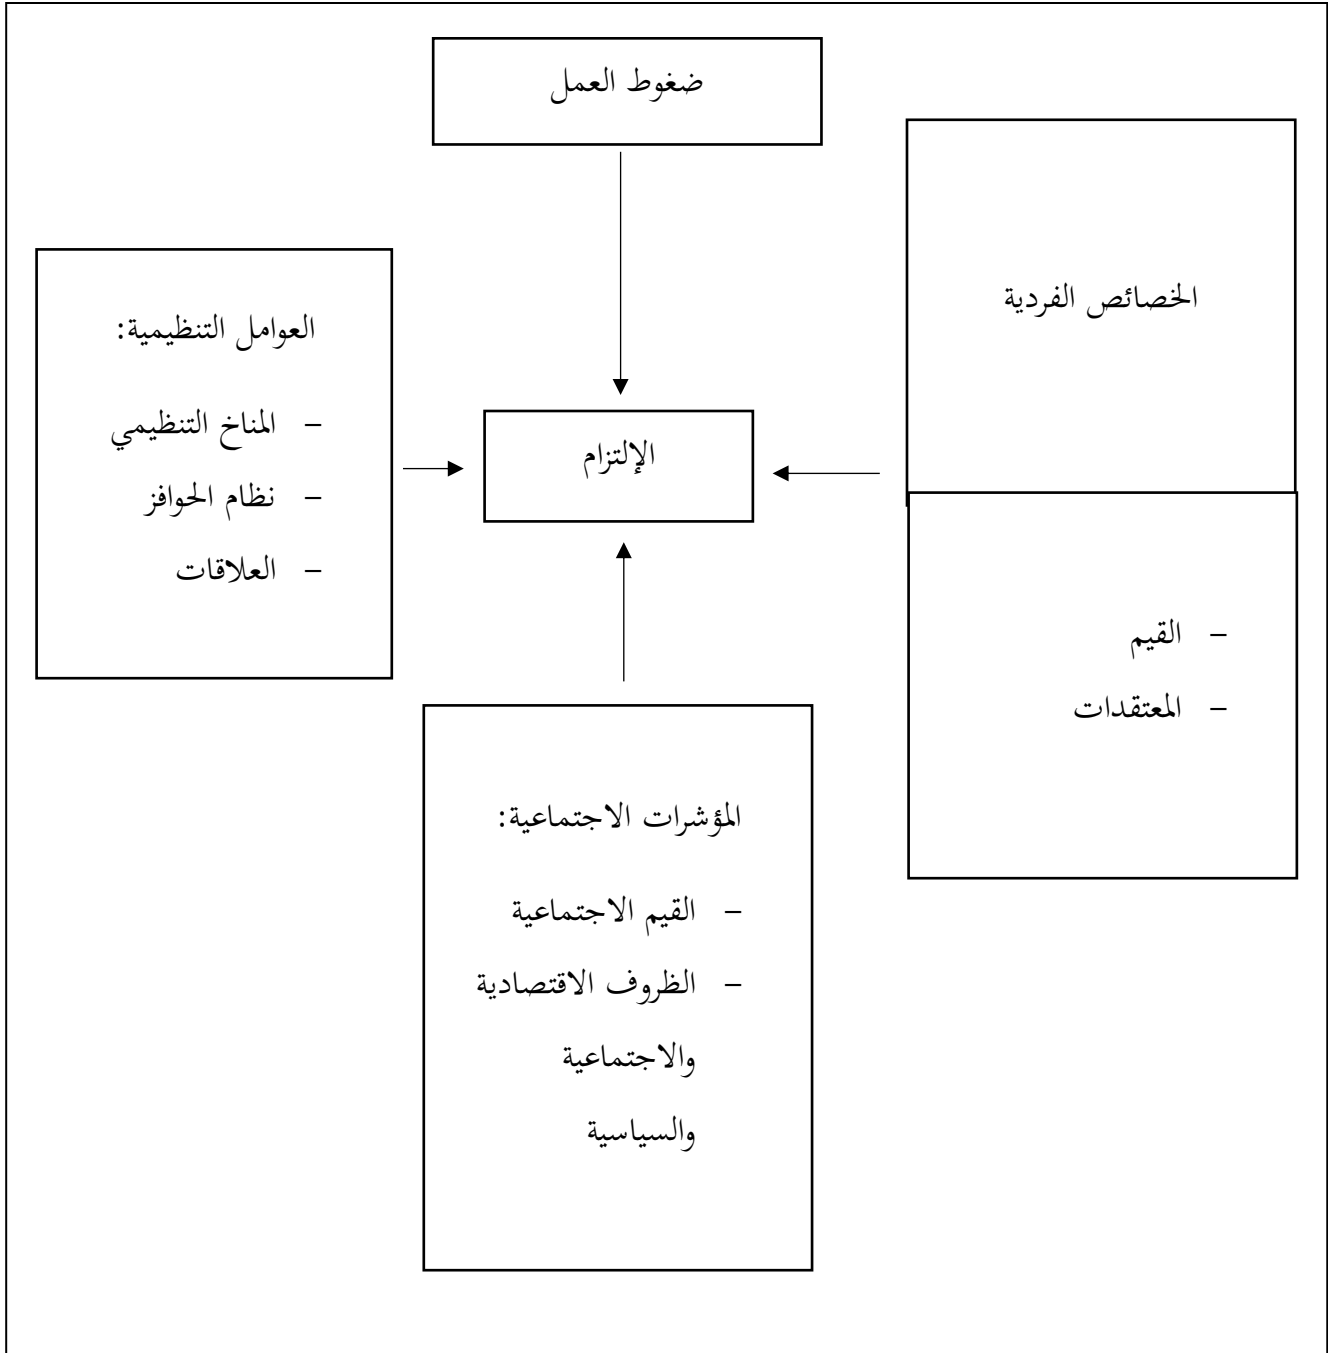 ضغوط العمل
الخصائص الفردية
– القيم
– المعتقدات
الإلتزام
العوامل التنظيمية:
– المناخ التنظيمي
– نظام الحوافز
– العلاقات
المؤشرات الاجتماعية:
– القيم الاجتماعية
– الظروف الاقتصادية
والاجتماعية
والسياسية